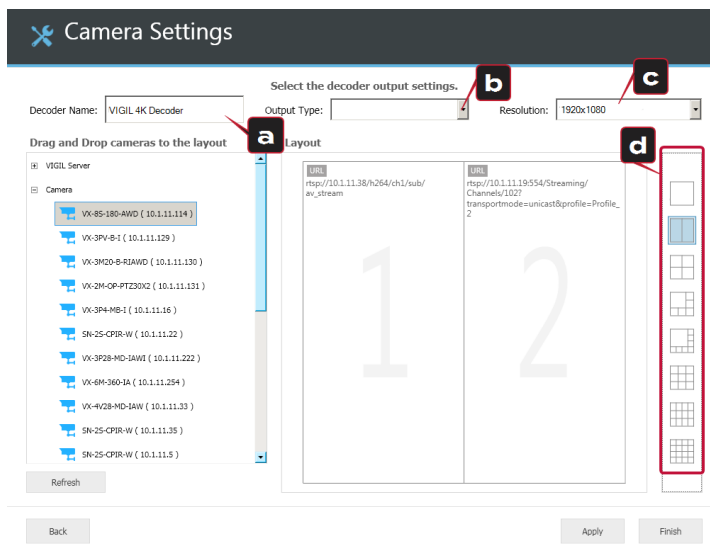 Camera Settings
Select the decoder output settings.
b
c
Decoder Name:
VIGIL 4K Decoder
Output Type:
Resolution:
1920x1080
a
d
Drag and Drop cameras to the layout
Layout
VIGIL Server
Camera
VX-8S-180-AWD ( 10.1.11.114 )
VX-3PV-B-I ( 10.1.11.129 )
VX-3M20-B-RIAWD ( 10.1.11.130 )
VX-2M-OP-PTZ30X2 ( 10.1.11.131 )
VX-3P4-MB-I ( 10.1.11.16 )
SN-2S-CPIR-W ( 10.1.11.22 )
VX-3P28-MD-IAWI ( 10.1.11.222 )
VX-6M-360-IA ( 10.1.11.254 )
VX-4V28-MD-IAW ( 10.1.11.33 )
SN-2S-CPIR-W ( 10.1.11.35 )
SN-2S-CPIR-W ( 10.1.11.5 )
URL
rtsp://10.1.11.38/h264/ch1/sub/
av_stream
1
URL
rtsp://10.1.11.19:554/Streaming/
Channels/102?
transportmode=unicast&profile=Profile_
2
2
Refresh
Back
Apply
Finish